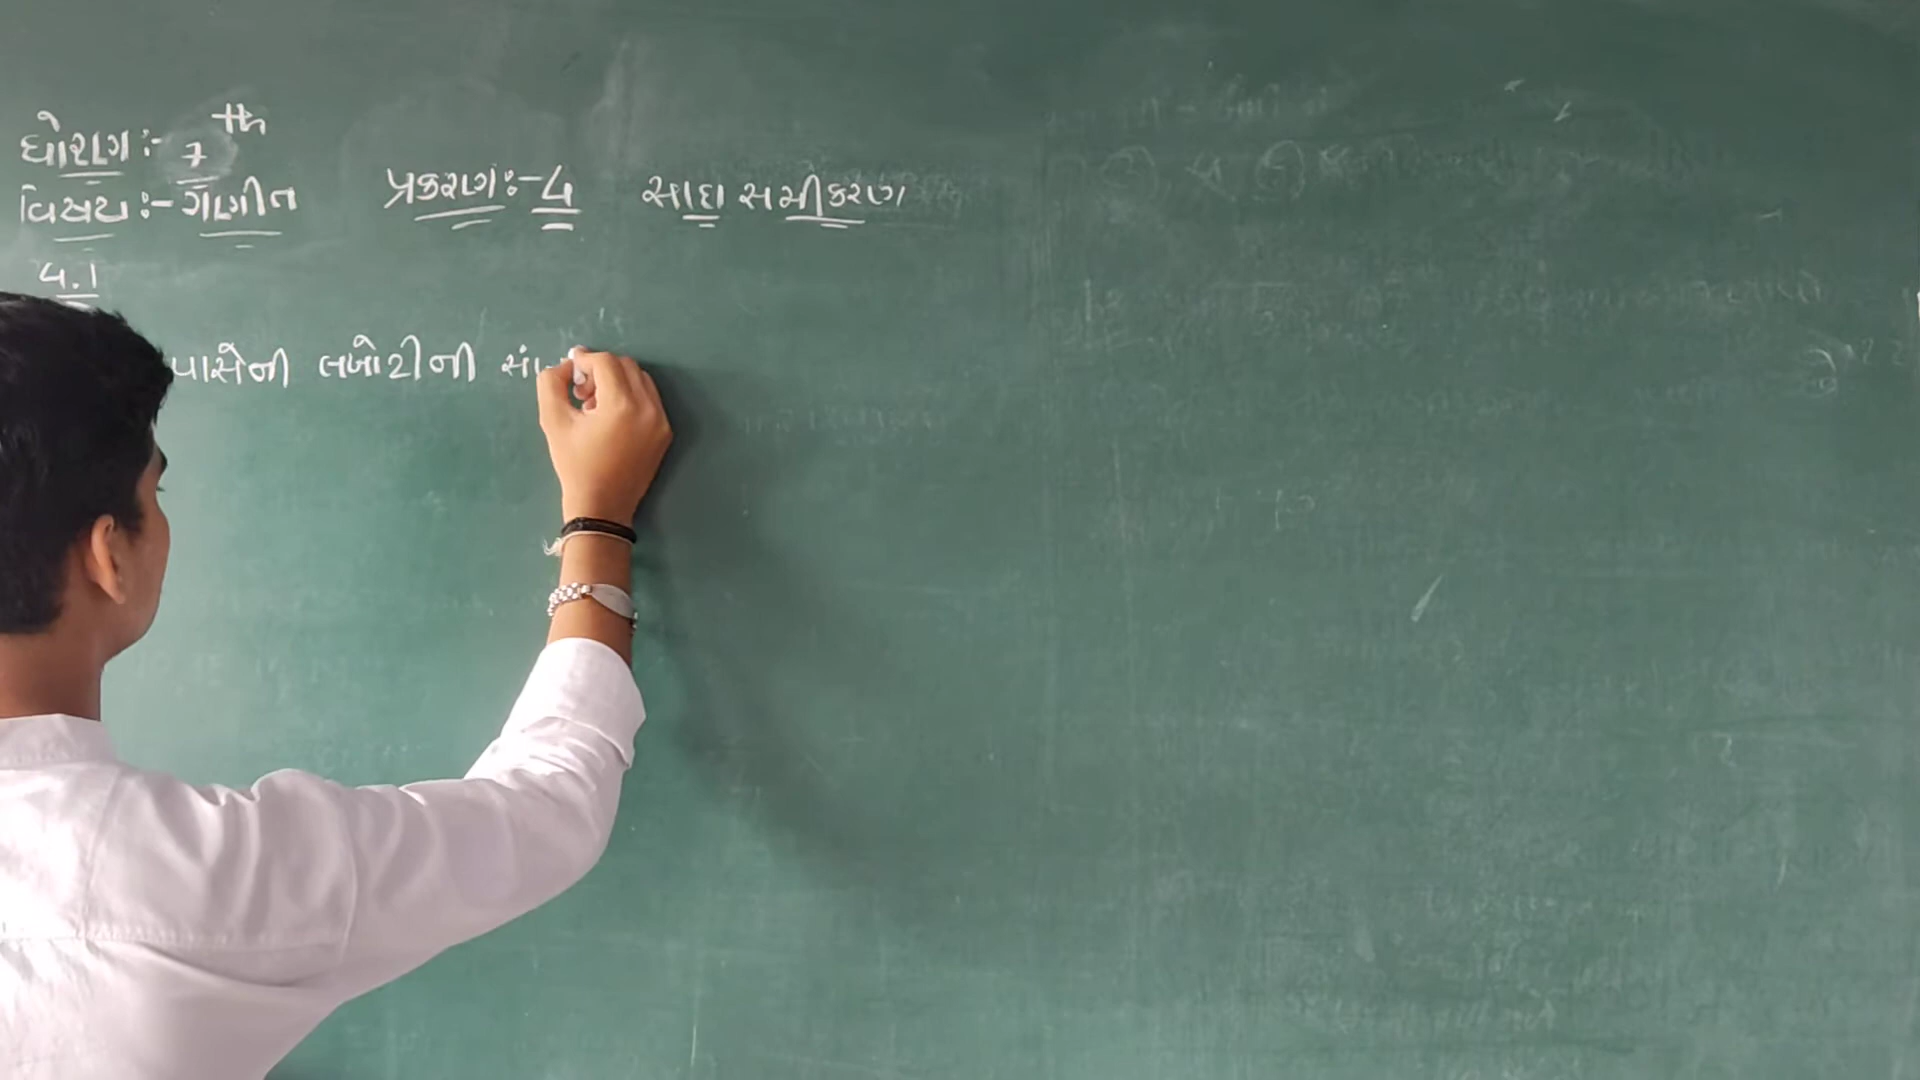 ધોરણ:- 7th
વિષય:- ગણીત પ્રકરણ:-4 સાદા સમીકરણ
4.1
પાસેની લખોટીની